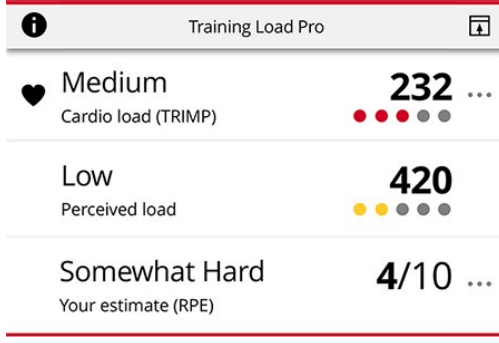 Training Load Pro
Medium
232
Cardio load (TRIMP)
Low
420
Perceived load
Somewhat Hard
4/10
Your estimate (RPE)